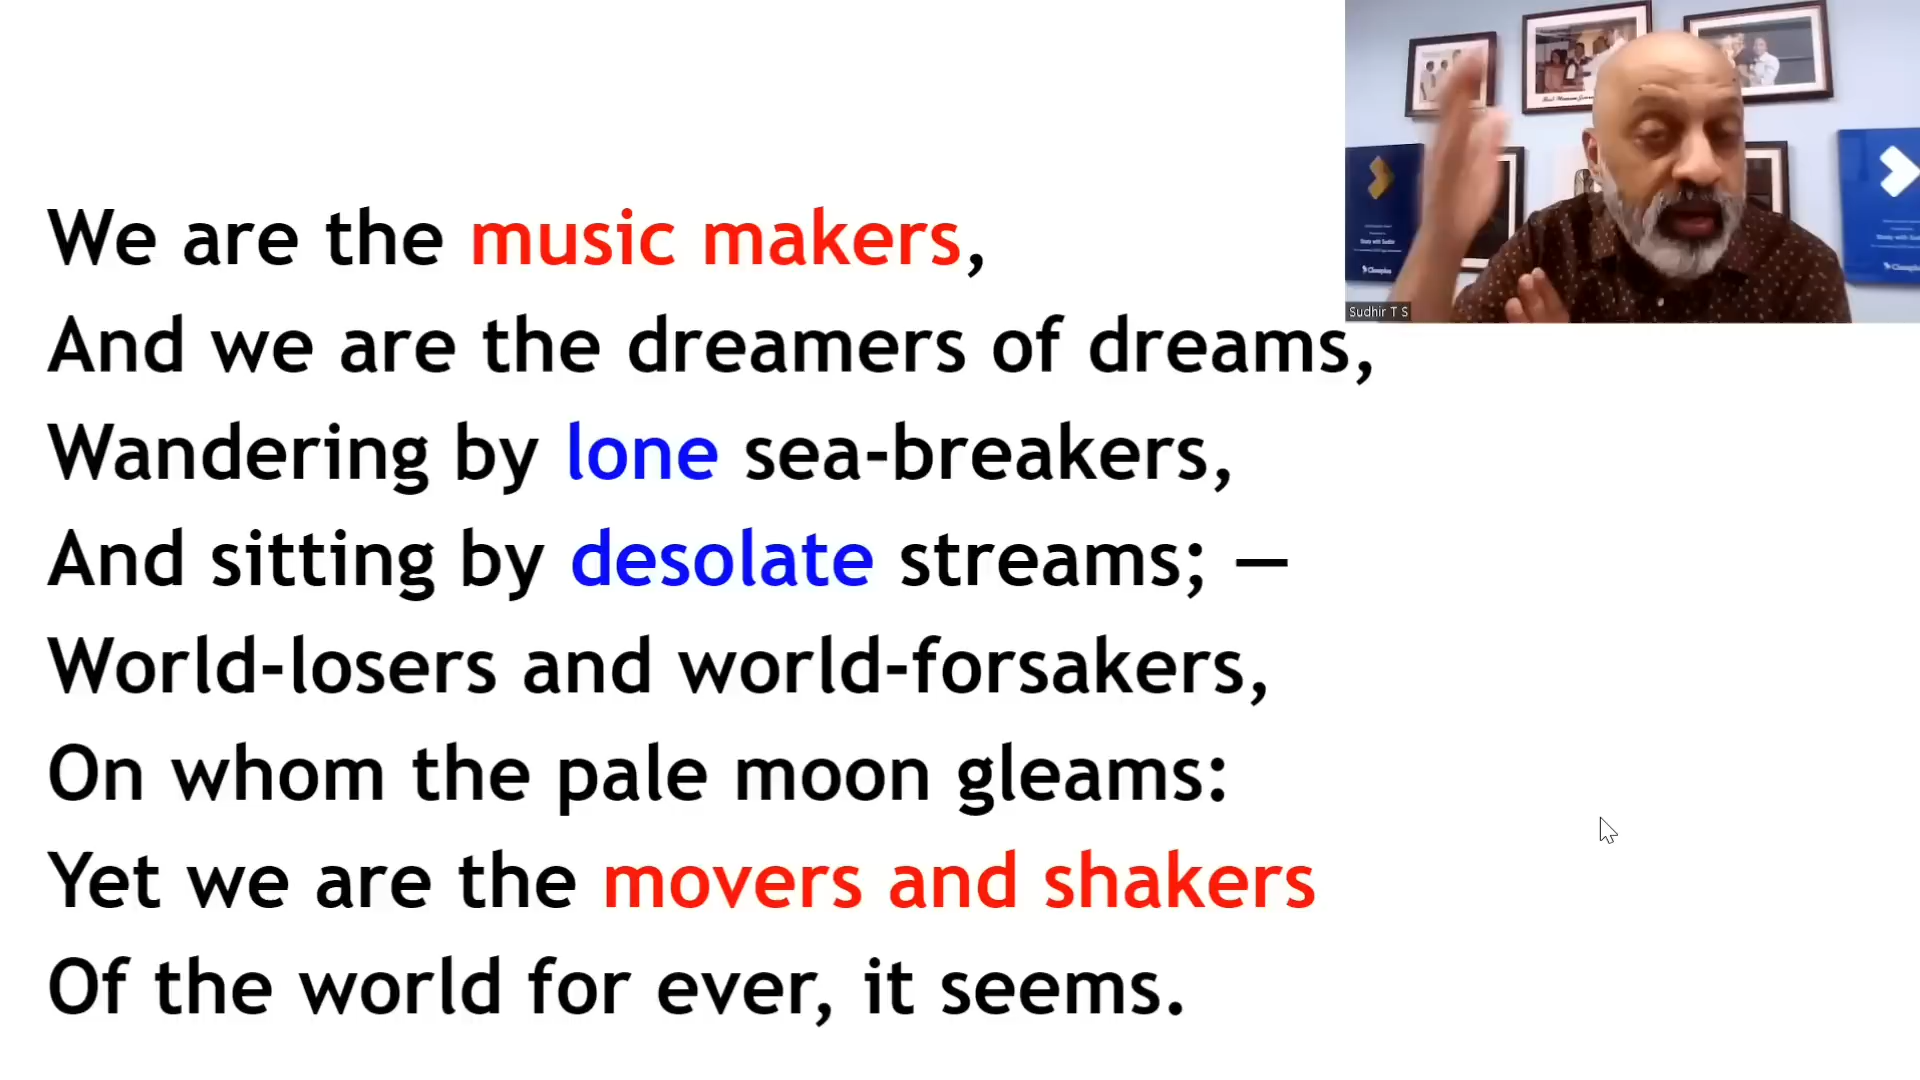 We are the music makers,
And we are the dreamers of dreams,
Wandering by lone sea-breakers,
And sitting by desolate streams; —
World-losers and world-forsakers,
On whom the pale moon gleams:
Yet we are the movers and shakers
Of the world for ever, it seems.
Sudhir T S